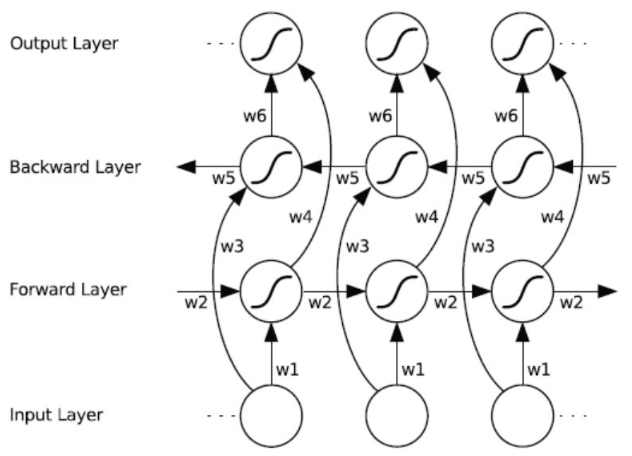 Output Layer
w6 w6 w6
Backward Layer
w5 w5 w5 w5
w4 w4 w4
w3 w3 w3
Forward Layer
w2 w2 w2 w2
w1 w1 w1
Input Layer